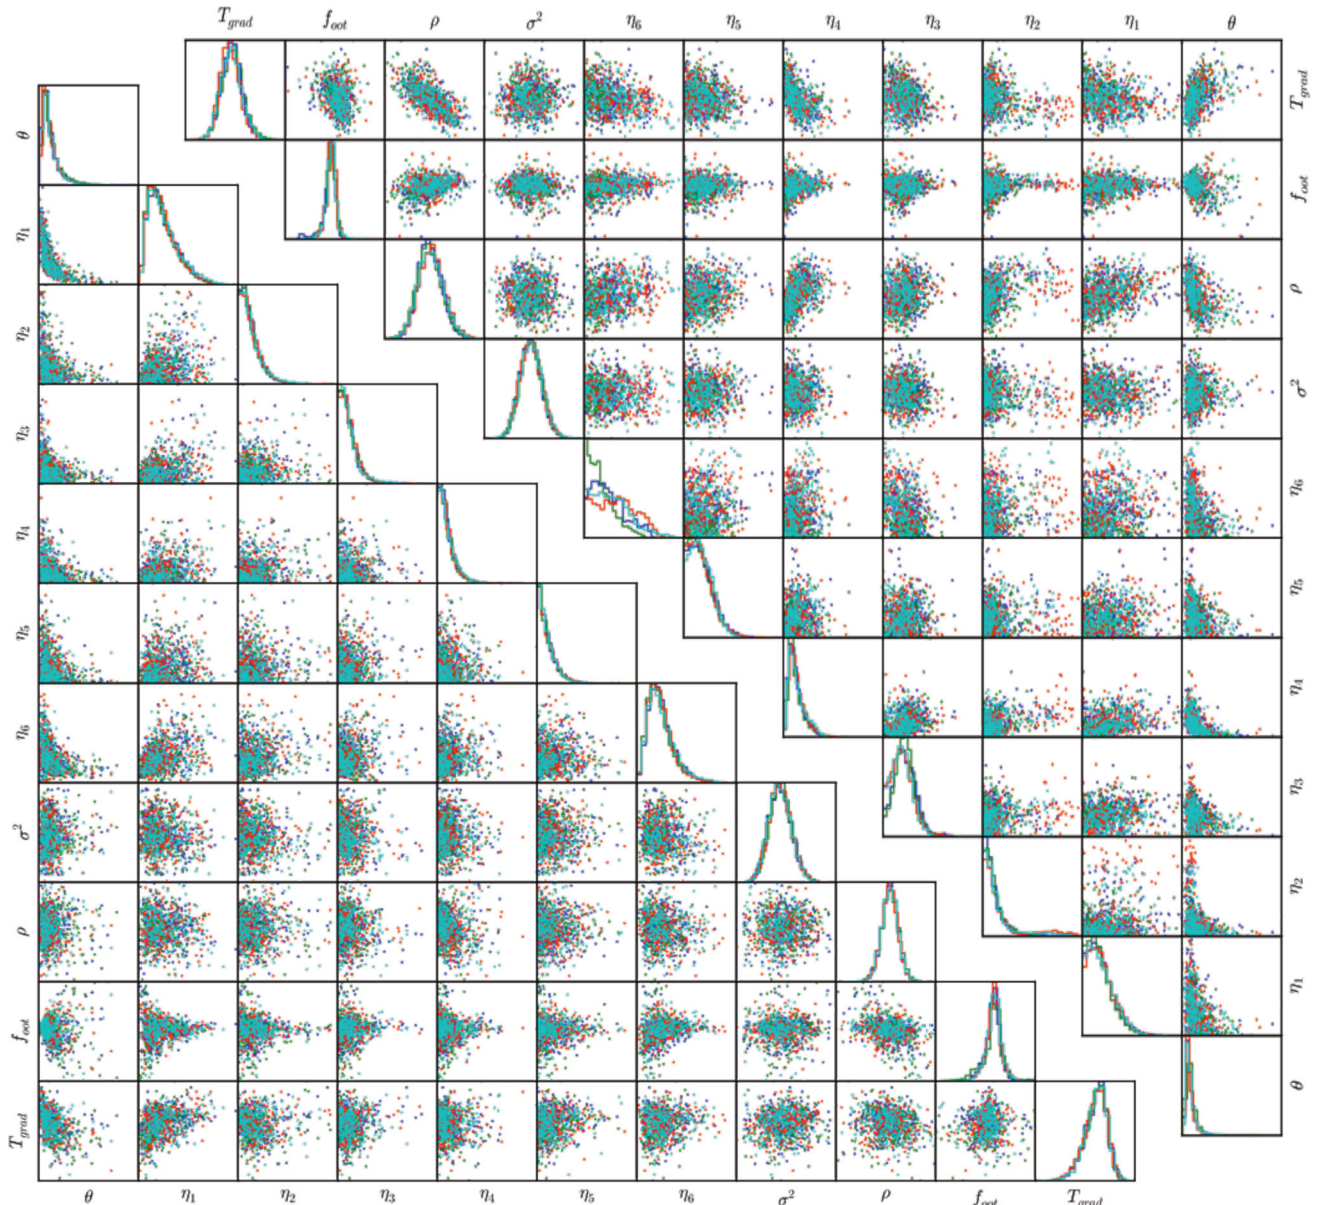 T_grad f_oot ρ σ² η₆ η₅ η₄ η₃ η₂ η₁ θ
T_grad
f_oot
ρ
σ²
η₆
η₅
η₄
η₃
η₂
η₁
θ
θ
η₁
η₂
η₃
η₄
η₅
η₆
σ²
ρ
f_oot
T_grad
θ η₁ η₂ η₃ η₄ η₅ η₆ σ² ρ f_oot T_grad